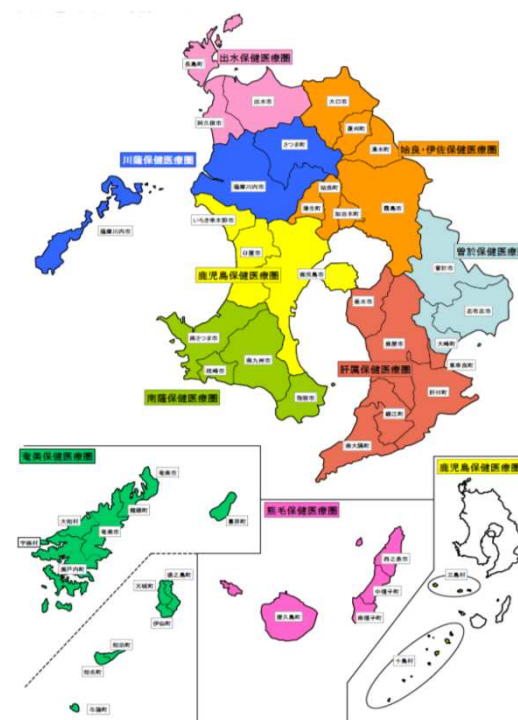 出水保健医療圏
長島町
出水市
阿久根市
大口市
菱刈町
湧水町
姶良・伊佐保健医療圏
さつま町
川薩保健医療圏
薩摩川内市
薩摩川内市
姶良町
蒲生町
加治木町
霧島市
いちき串木野市
日置市
鹿児島市
鹿児島保健医療圏
曽於保健医療
曽於市
志布志市
大崎町
東串良町
垂水市
鹿屋市
肝属保健医療圏
肝付町
錦江町
南大隅町
南さつま市
枕崎市
南九州市
指宿市
南薩保健医療圏
奄美保健医療圏
奄美市
龍郷町
大和村
奄美市
宇検村
瀬戸内町
喜界町
徳之島町
天城町
伊仙町
和泊町
知名町
与論町
熊毛保健医療圏
西之表市
中種子町
南種子町
屋久島町
鹿児島保健医療圏
三島村
十島村